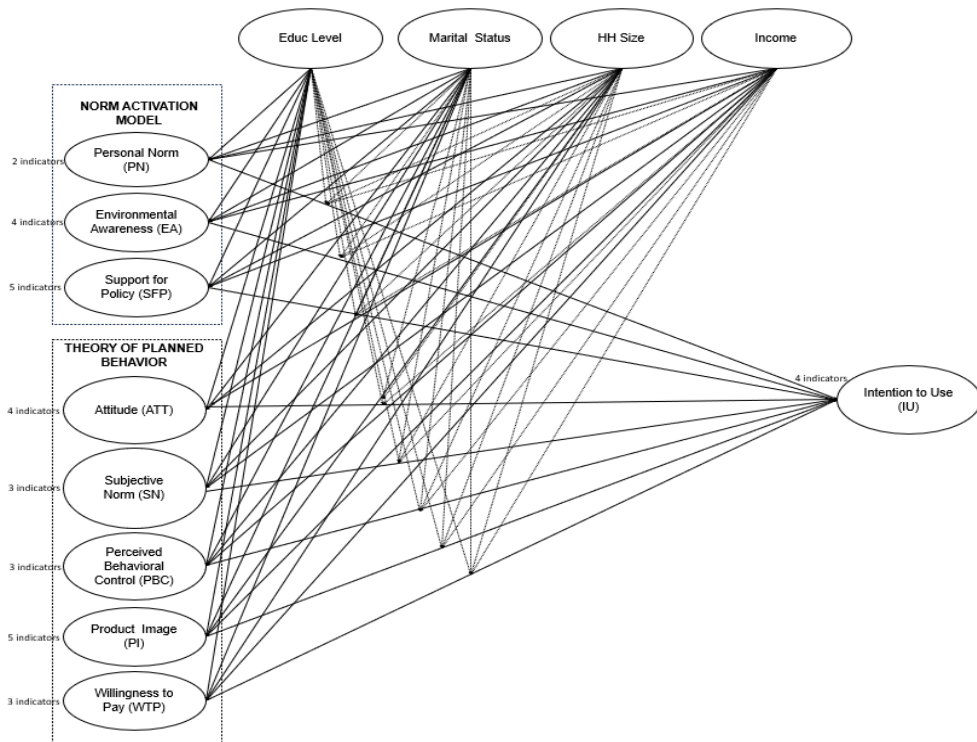 Educ Level
Marital Status
HH Size
Income
NORM ACTIVATION
MODEL
2 indicators
Personal Norm
(PN)
4 indicators
Environmental
Awareness (EA)
5 indicators
Support for
Policy (SFP)
THEORY OF PLANNED
BEHAVIOR
4 indicators
Attitude (ATT)
3 indicators
Subjective
Norm (SN)
3 indicators
Perceived
Behavioral
Control (PBC)
5 indicators
Product Image
(PI)
3 indicators
Willingness to
Pay (WTP)
4 indicators
Intention to Use
(IU)